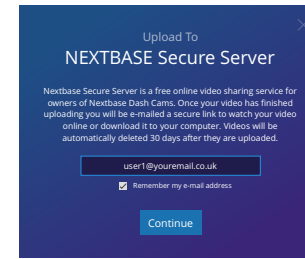 Upload To
NEXTBASE Secure Server
Nextbase Secure Server is a free online video sharing service for
owners of Nextbase Dash Cams. Once your video has finished
uploading you will be e-mailed a secure link to watch your video
online or download it to your computer. Videos will be
automatically deleted 30 days after they are uploaded.
user1@youremail.co.uk
Remember my e-mail address
Continue